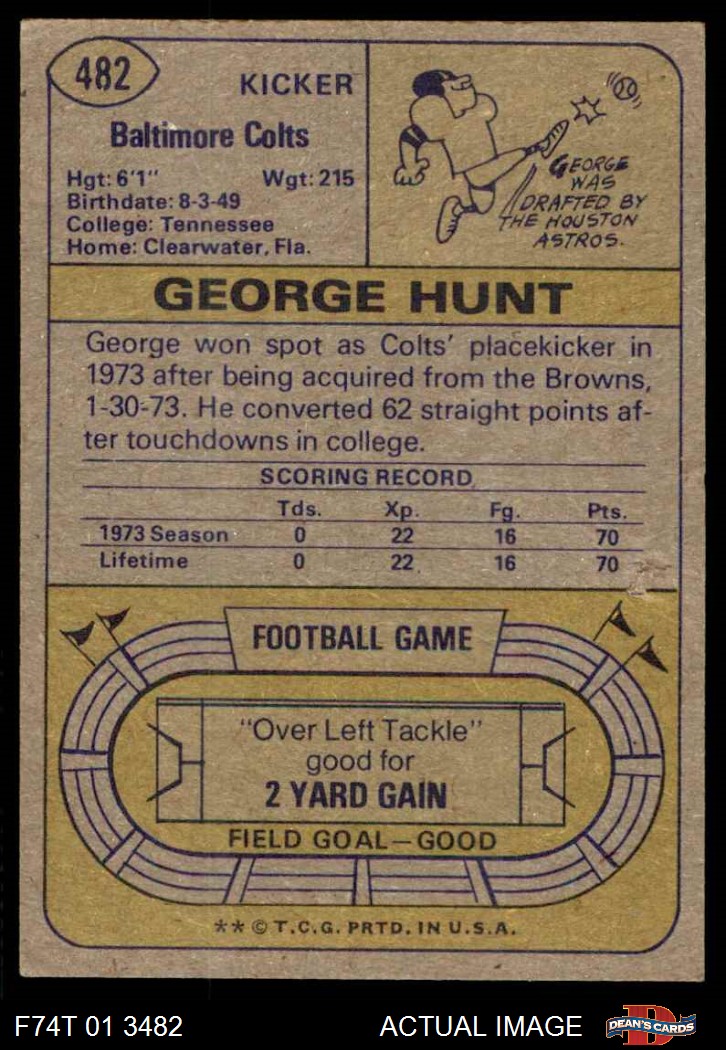 482
KICKER
Baltimore Colts
Hgt: 6'1" Wgt: 215
Birthdate: 8-3-49
College: Tennessee
Home: Clearwater, Fla.
GEORGE
WAS
DRAFTED BY
THE HOUSTON
ASTROS.
GEORGE HUNT
George won spot as Colts' placekicker in
1973 after being acquired from the Browns,
1-30-73. He converted 62 straight points af-
ter touchdowns in college.
SCORING RECORD
Tds. Xp. Fg. Pts.
1973 Season 0 22 16 70
Lifetime 0 22 16 70
FOOTBALL GAME
"Over Left Tackle"
good for
2 YARD GAIN
FIELD GOAL—GOOD
** © T.C.G. PRTD. IN U.S.A.
F74T 01 3482 ACTUAL IMAGE
DEAN'S CARDS